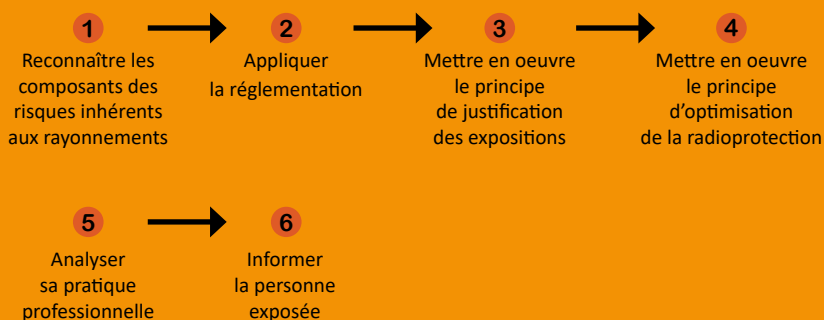 1
Reconnaître les
composants des
risques inhérents
aux rayonnements
2
Appliquer
la réglementation
3
Mettre en oeuvre
le principe
de justification
des expositions
4
Mettre en oeuvre
le principe
d'optimisation
de la radioprotection
5
Analyser
sa pratique
professionnelle
6
Informer
la personne
exposée